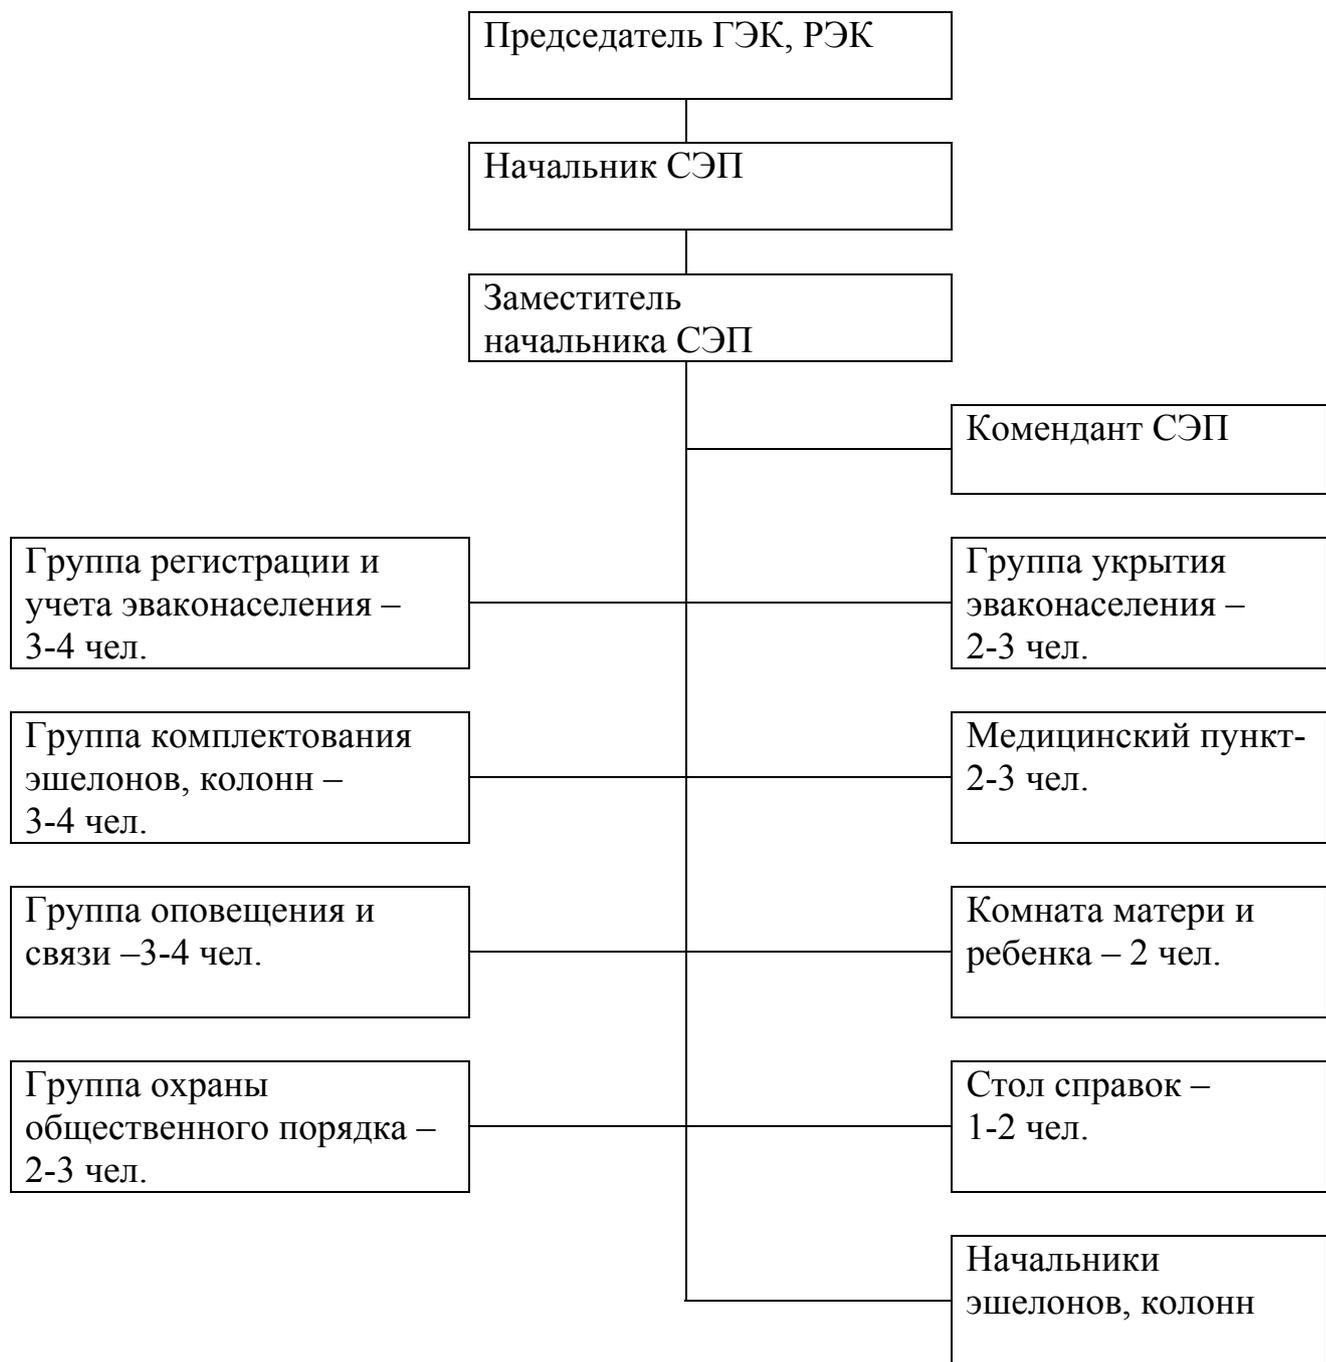 Председатель ГЭК, РЭК
Начальник СЭП
Заместитель
начальника СЭП
Комендант СЭП
Группа регистрации и
учета эваконаселения –
3-4 чел.
Группа укрытия
эваконаселения –
2-3 чел.
Группа комплектования
эшелонов, колонн –
3-4 чел.
Медицинский пункт-
2-3 чел.
Группа оповещения и
связи –3-4 чел.
Комната матери и
ребенка – 2 чел.
Группа охраны
общественного порядка –
2-3 чел.
Стол справок –
1-2 чел.
Начальники
эшелонов, колонн